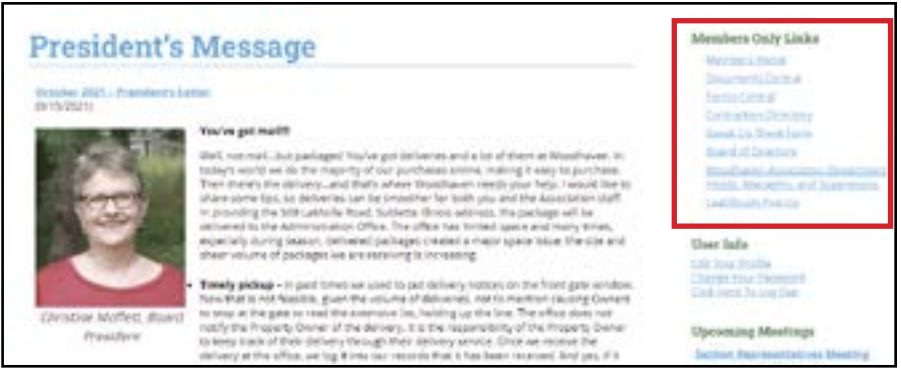 President's Message
October 2021 - President's Letter
(9/15/2021)
You've got mail!!!
Well, not mail...but packages! You've got deliveries and a lot of them at Woodhaven. In
today's world we do the majority of our purchases online, making it easy to purchase.
Then there's the delivery...and that's where Woodhaven needs your help. I would like to
share some tips, so deliveries can be smoother for both you and the Association staff.
In providing the 509 LaMoille Road, Sublette Illinois address, the package will be
delivered to the Administration Office. The office has limited space and many times,
especially during season, delivered packages created a major space issue; the size and
sheer volume of packages we are receiving is increasing.
Timely pickup - In past times we used to put delivery notices on the front gate window.
Now that is not feasible, given the volume of deliveries, not to mention causing Owners
to stop at the gate to read the extensive list, holding up the line. The office does not
notify the Property Owner of the delivery. It is the responsibility of the Property Owner
to keep track of their delivery through their delivery service. Once we receive the
delivery at the office, we log it into our records that it has been received. And yes, if it
Christine Moffett, Board
President
Members Only Links
Members Home
Documents Central
Forms Central
Contractors Directory
Speak Up Sheet Form
Board of Directors
Woodhaven Association Department
Heads, Managers, and Supervisors
User Info
Edit Your Profile
Change Your Password
Click Here To Log Out
Upcoming Meetings
Section Representatives Meeting